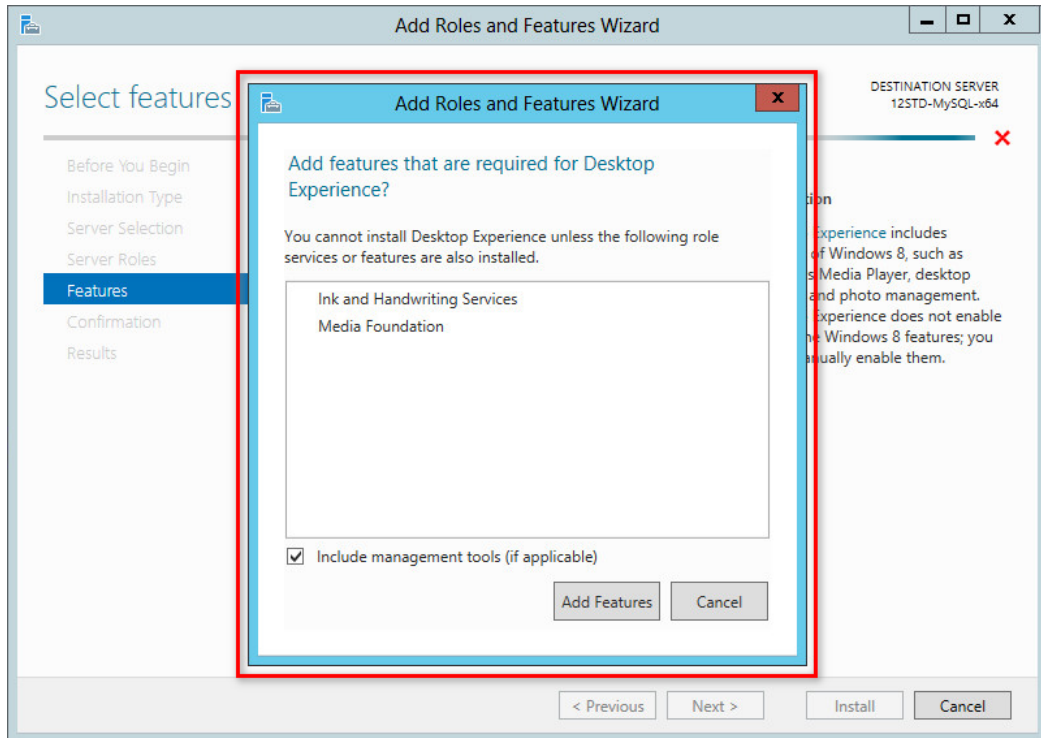 Add Roles and Features Wizard
x
Select features
DESTINATION SERVER
12STD-MySQL-x64
Before You Begin
Installation Type
Server Selection
Server Roles
Features
Confirmation
Results
Add Roles and Features Wizard
x
Add features that are required for Desktop
Experience?
You cannot install Desktop Experience unless the following role
services or features are also installed.
Ink and Handwriting Services
Media Foundation
Include management tools (if applicable)
Add Features
Cancel
Experience includes
of Windows 8, such as
Media Player, desktop
and photo management.
Experience does not enable
Windows 8 features; you
enable them.
< Previous
Next >
Install
Cancel